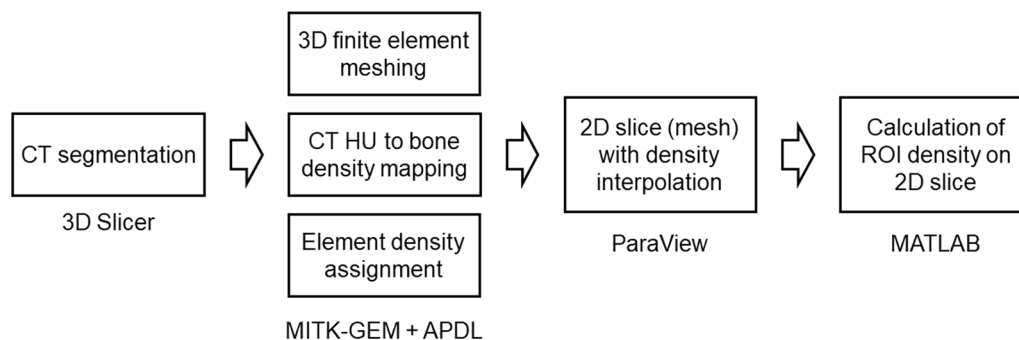 CT segmentation
3D Slicer
3D finite element
meshing
CT HU to bone
density mapping
Element density
assignment
MITK-GEM + APDL
2D slice (mesh)
with density
interpolation
ParaView
Calculation of
ROI density on
2D slice
MATLAB